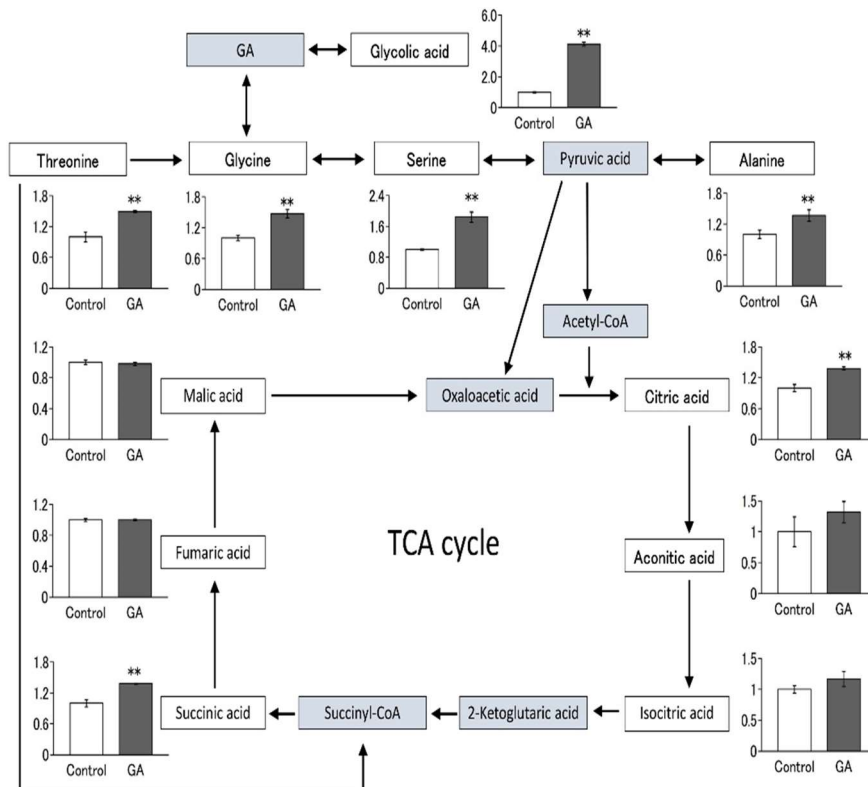 6.0
**
4.0
2.0
0
Control GA
GA
Glycolic acid
Threonine
Glycine
Serine
Pyruvic acid
Alanine
1.8
**
1.2
0.6
0
Control GA
1.8
**
1.2
0.6
0
Control GA
2.4
**
1.6
0.8
0
Control GA
1.8
**
1.2
0.6
0
Control GA
Acetyl-CoA
1.2
0.8
0.4
0
Control GA
Malic acid
Oxaloacetic acid
Citric acid
1.8
**
1.2
0.6
0
Control GA
1.2
0.8
0.4
0
Control GA
Fumaric acid
TCA cycle
Aconitic acid
1.5
1
0.5
0
Control GA
1.8
**
1.2
0.6
0
Control GA
Succinic acid
Succinyl-CoA
2-Ketoglutaric acid
Isocitric acid
1.5
1
0.5
0
Control GA